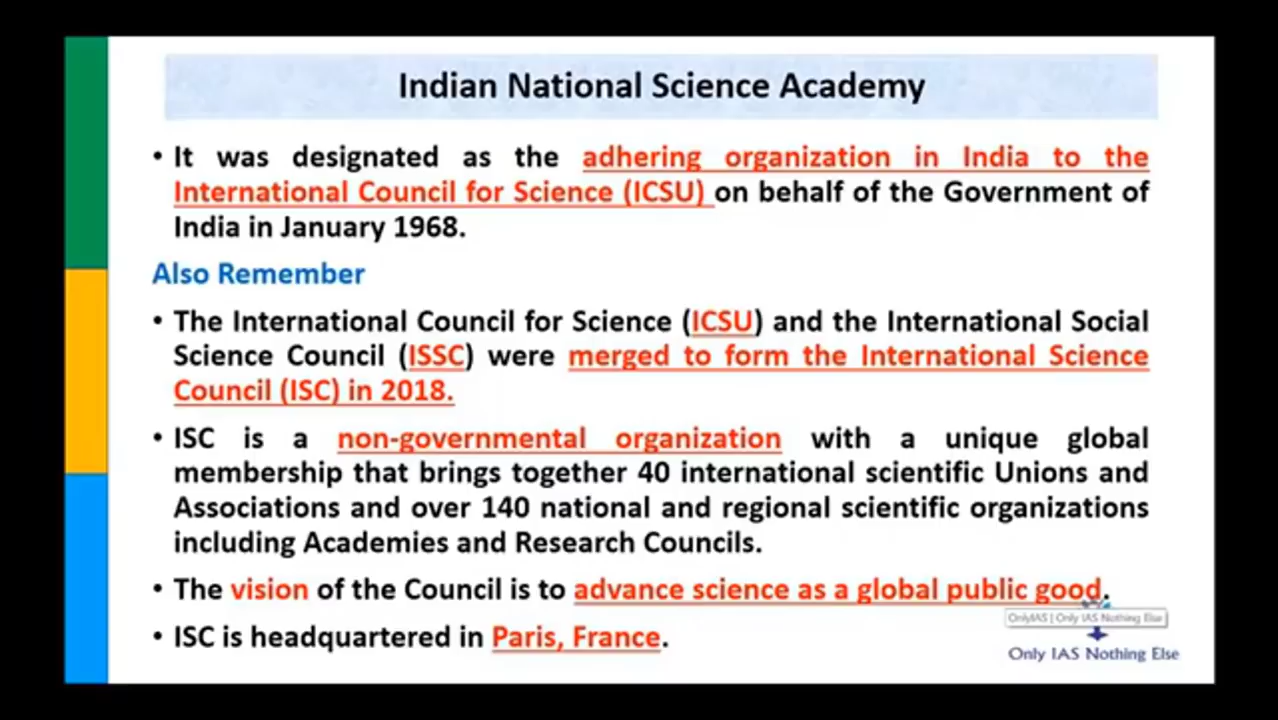 Indian National Science Academy
• It was designated as the adhering organization in India to the
International Council for Science (ICSU) on behalf of the Government of
India in January 1968.
Also Remember
• The International Council for Science (ICSU) and the International Social
Science Council (ISSC) were merged to form the International Science
Council (ISC) in 2018.
• ISC is a non-governmental organization with a unique global
membership that brings together 40 international scientific Unions and
Associations and over 140 national and regional scientific organizations
including Academies and Research Councils.
• The vision of the Council is to advance science as a global public good.
OnlyIAS | Only IAS Nothing Else
• ISC is headquartered in Paris, France.
Only IAS Nothing Else